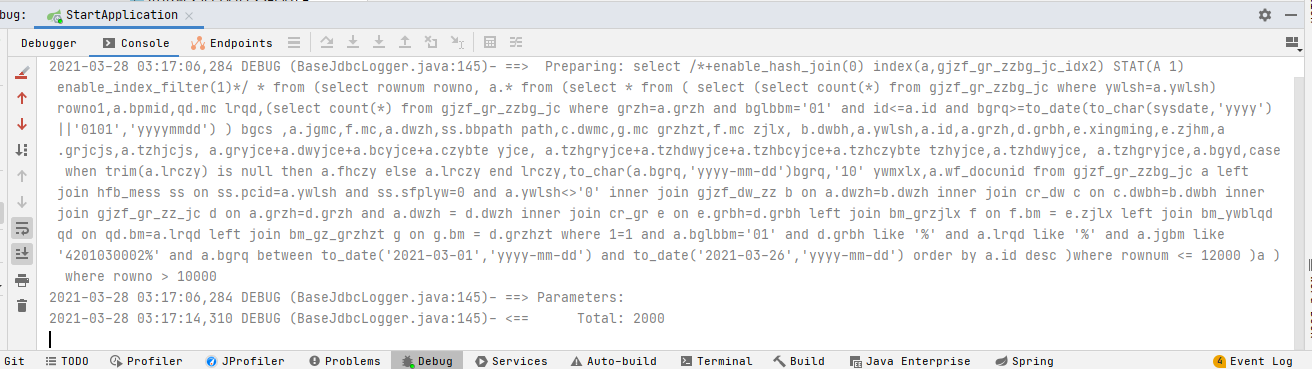 bug:
StartApplication
Debugger
Console
Endpoints
2021-03-28 03:17:06,284 DEBUG (BaseJdbcLogger.java:145)- ==>  Preparing: select /*+enable_hash_join(0) index(a,gjzf_gr_zzbg_jc_idx2) STAT(A 1)
enable_index_filter(1)*/ * from (select rownum rowno, a.* from (select * from ( select (select count(*) from gjzf_gr_zzbg_jc where ywlsh=a.ywlsh)
rowno1,a.bpmid,qd.mc lrqd,(select count(*) from gjzf_gr_zzbg_jc where grzh=a.grzh and bglbbm='01' and id<=a.id and bgrq>=to_date(to_char(sysdate,'yyyy')
||'0101','yyyymmdd') ) bgcs ,a.jgmc,f.mc,a.dwzh,ss.bbpath path,c.dwmc,g.mc grzhzt,f.mc zjlx, b.dwbh,a.ywlsh,a.id,a.grzh,d.grbh,e.xingming,e.zjhm,a
.grjcjs,a.tzhjcjs, a.gryjce+a.dwyjce+a.bcyjce+a.czybte yjce, a.tzhgryjce+a.tzhdwyjce+a.tzhbcyjce+a.tzhczybte tzhyjce,a.tzhdwyjce, a.tzhgryjce,a.bgyd,case
when trim(a.lrczy) is null then a.fhczy else a.lrczy end lrczy,to_char(a.bgrq,'yyyy-mm-dd')bgrq,'10' ywmxlx,a.wf_docunid from gjzf_gr_zzbg_jc a left
join hfb_mess ss on ss.pcid=a.ywlsh and ss.sfplyw=0 and a.ywlsh<>'0' inner join gjzf_dw_zz b on a.dwzh=b.dwzh inner join cr_dw c on c.dwbh=b.dwbh inner
join gjzf_gr_zz_jc d on a.grzh=d.grzh and a.dwzh = d.dwzh inner join cr_gr e on e.grbh=d.grbh left join bm_grzjlx f on f.bm = e.zjlx left join bm_ywblqd
qd on qd.bm=a.lrqd left join bm_gz_grzhzt g on g.bm = d.grzhzt where 1=1 and a.bglbbm='01' and d.grbh like '%' and a.lrqd like '%' and a.jgbm like
'4201030002%' and a.bgrq between to_date('2021-03-01','yyyy-mm-dd') and to_date('2021-03-26','yyyy-mm-dd') order by a.id desc )where rownum <= 12000 )a )
where rowno > 10000
2021-03-28 03:17:06,284 DEBUG (BaseJdbcLogger.java:145)- ==> Parameters:
2021-03-28 03:17:14,310 DEBUG (BaseJdbcLogger.java:145)- <==      Total: 2000
Git
TODO
Profiler
JProfiler
Problems
Debug
Services
Auto-build
Terminal
Build
Java Enterprise
Spring
4 Event Log